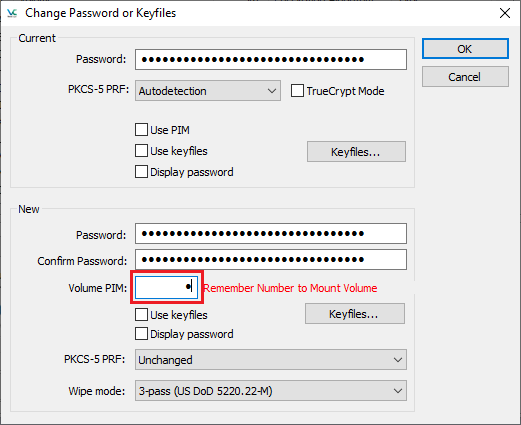 VC Change Password or Keyfiles
Current
Password: ●●●●●●●●●●●●●●●●●●●●●●●●●●●●●●●●
OK
PKCS-5 PRF: Autodetection TrueCrypt Mode
Cancel
Use PIM
Use keyfiles Keyfiles...
Display password
New
Password: ●●●●●●●●●●●●●●●●●●●●●●●●●●●●●●●●
Confirm Password: ●●●●●●●●●●●●●●●●●●●●●●●●●●●●●●●●
Volume PIM: ● Remember Number to Mount Volume
Use keyfiles Keyfiles...
Display password
PKCS-5 PRF: Unchanged
Wipe mode: 3-pass (US DoD 5220.22-M)